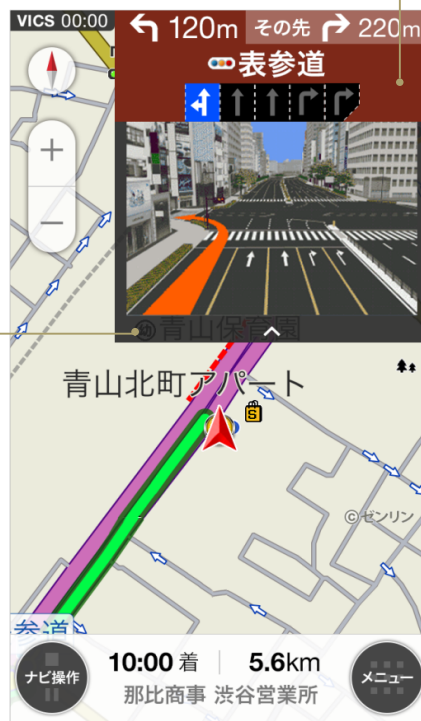 VICS 00:00
120m その先 220m
表参道
青山保育園
青山北町アパート
S
©ゼンリン
参道
ナビ操作
10:00 着 5.6km
那比商事 渋谷営業所
メニュー